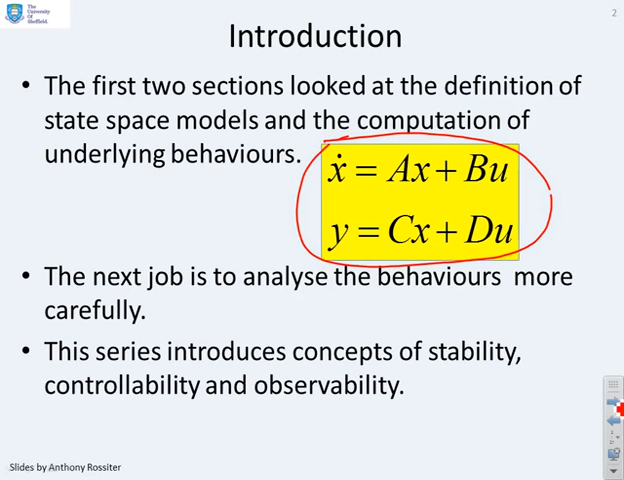 The
University
Of
Sheffield.
2
Introduction
• The first two sections looked at the definition of
state space models and the computation of
underlying behaviours.
ẋ = Ax + Bu
y = Cx + Du
• The next job is to analyse the behaviours more
carefully.
• This series introduces concepts of stability,
controllability and observability.
Slides by Anthony Rossiter